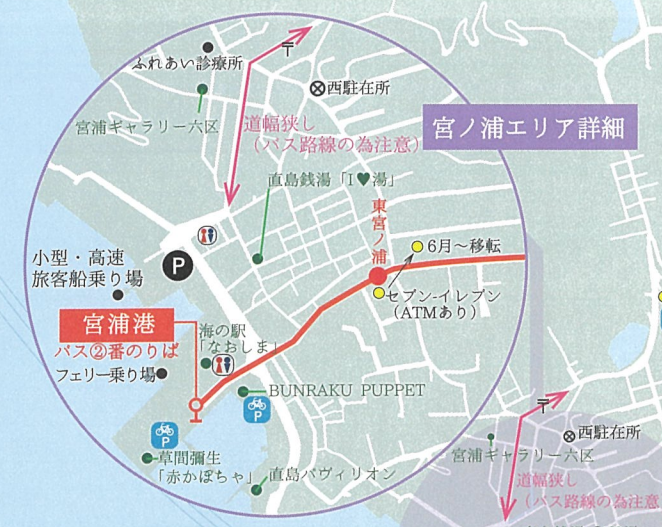 ふれあい診療所
〒
西駐在所
宮浦ギャラリー六区
道幅狭し
(バス路線の為注意)
宮ノ浦エリア詳細
直島銭湯「I♥湯」
東宮ノ浦
6月〜移転
小型・高速
旅客船乗り場
P
セブン-イレブン
(ATMあり)
宮浦港
バス②番のりば
海の駅
「なおしま」
フェリー乗り場
BUNRAKU PUPPET
P
P
草間彌生
「赤かぼちゃ」
直島パヴィリオン
〒
西駐在所
宮浦ギャラリー六区
道幅狭し
(バス路線の為注意